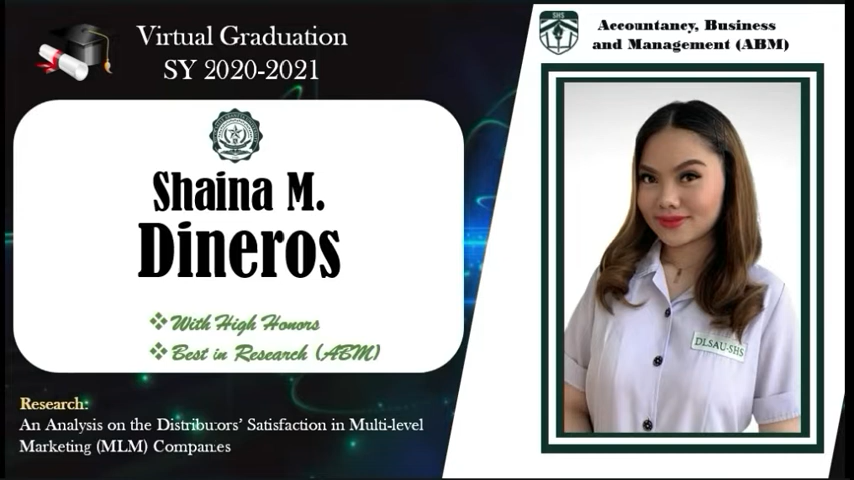 Virtual Graduation
SY 2020-2021
SHS
Accountancy, Business
and Management (ABM)
Shaina M.
Dineros
With High Honors
Best in Research (ABM)
DLSAU-SHS
Research:
An Analysis on the Distributors’ Satisfaction in Multi-level
Marketing (MLM) Companies